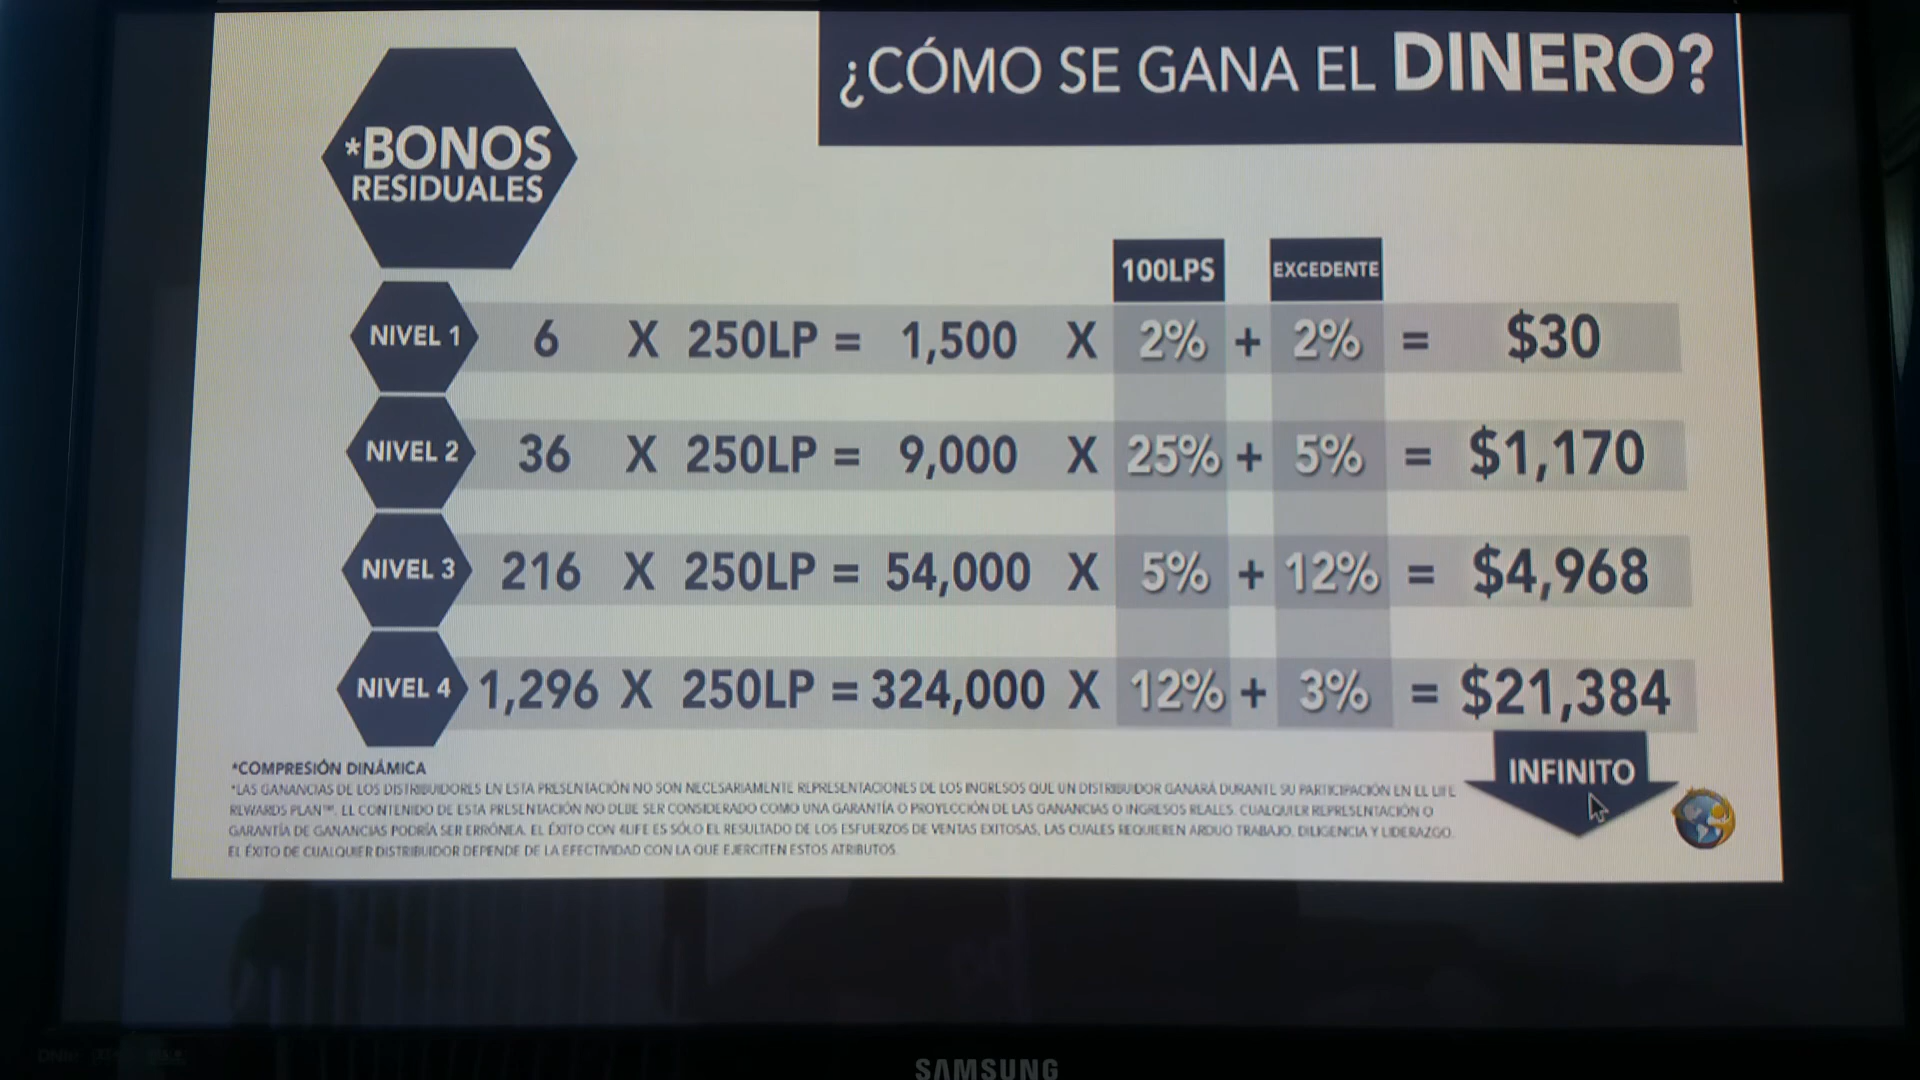 ¿CÓMO SE GANA EL DINERO?
*BONOS
RESIDUALES
100LPS EXCEDENTE
NIVEL 1 6 X 250LP = 1,500 X 2% + 2% = $30
NIVEL 2 36 X 250LP = 9,000 X 25% + 5% = $1,170
NIVEL 3 216 X 250LP = 54,000 X 5% + 12% = $4,968
NIVEL 4 1,296 X 250LP = 324,000 X 12% + 3% = $21,384
INFINITO
*COMPRESIÓN DINÁMICA
*LAS GANANCIAS DE LOS DISTRIBUIDORES EN ESTA PRESENTACIÓN NO SON NECESARIAMENTE REPRESENTACIONES DE LOS INGRESOS QUE UN DISTRIBUIDOR GANARÁ DURANTE SU PARTICIPACIÓN EN EL LIFE
REWARDS PLAN™. EL CONTENIDO DE ESTA PRESENTACIÓN NO DEBE SER CONSIDERADO COMO UNA GARANTÍA O PROYECCIÓN DE LAS GANANCIAS O INGRESOS REALES. CUALQUIER REPRESENTACIÓN O
GARANTÍA DE GANANCIAS PODRÍA SER ERRÓNEA. EL ÉXITO CON 4LIFE ES SÓLO EL RESULTADO DE LOS ESFUERZOS DE VENTAS EXITOSAS, LAS CUALES REQUIEREN ARDUO TRABAJO, DILIGENCIA Y LIDERAZGO.
EL ÉXITO DE CUALQUIER DISTRIBUIDOR DEPENDE DE LA EFECTIVIDAD CON LA QUE EJERCITEN ESTOS ATRIBUTOS.
SAMSUNG